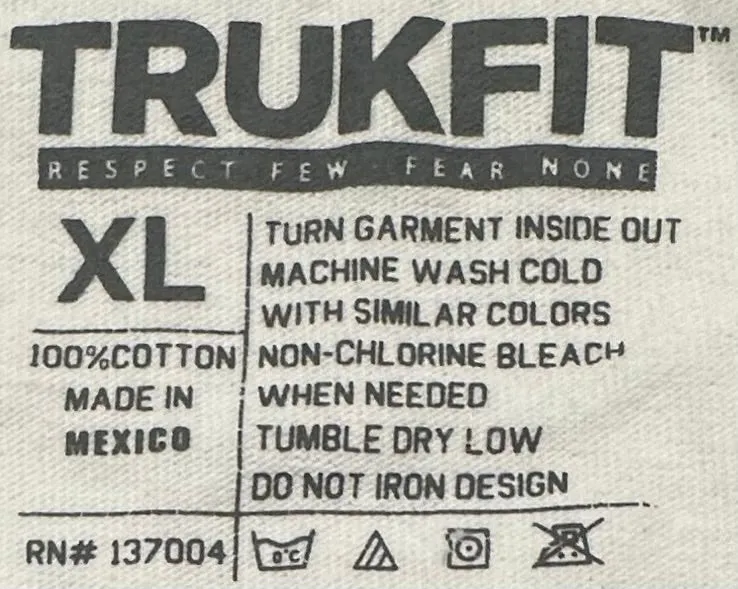 TRUKFIT™
RESPECT FEW FEAR NONE
XL
100%COTTON
MADE IN
MEXICO
RN# 137004
TURN GARMENT INSIDE OUT
MACHINE WASH COLD
WITH SIMILAR COLORS
NON-CHLORINE BLEACH
WHEN NEEDED
TUMBLE DRY LOW
DO NOT IRON DESIGN
0°C